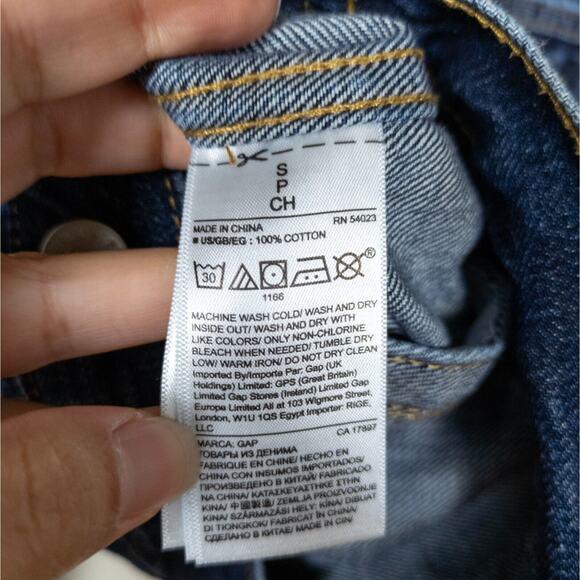 S
P
CH
MADE IN CHINA RN 54023
■ US/GB/EG : 100% COTTON
30
®
1166
MACHINE WASH COLD/ WASH AND DRY
INSIDE OUT/ WASH AND DRY WITH
LIKE COLORS/ ONLY NON-CHLORINE
BLEACH WHEN NEEDED/ TUMBLE DRY
LOW/ WARM IRON/ DO NOT DRY CLEAN
Imported By/Importe Par: Gap (UK
Holdings) Limited: GPS (Great Britain)
Limited Gap Stores (Ireland) Limited Gap
Europe Limited All at 103 Wigmore Street,
London, W1U 1QS Egypt Importer: RIGE,
LLC CA 17897
MARCA: GAP
ТОВАРЫ ИЗ ДЕНИМА
FABRIQUE EN CHINE/ HECHO EN
CHINA CON INSUMOS IMPORTADOS/
ПРОИЗВЕДЕНО В КИТАЕ/ FABRICADO
NA CHINA/ ΚΑΤΑΣΚΕΥΑΣΤΗΚΕ ΣΤΗΝ
ΚΙΝΑ/ 中國製造/ ZEMLJA PROIZVODNJE
KINA/ SZÁRMAZÁSI HELY: KÍNA/ DIBUAT
DI TIONGKOK/ FABRICAT ÎN CHINA/
CДЕЛАНО В КИТАЕ/ MADE IN CIN/